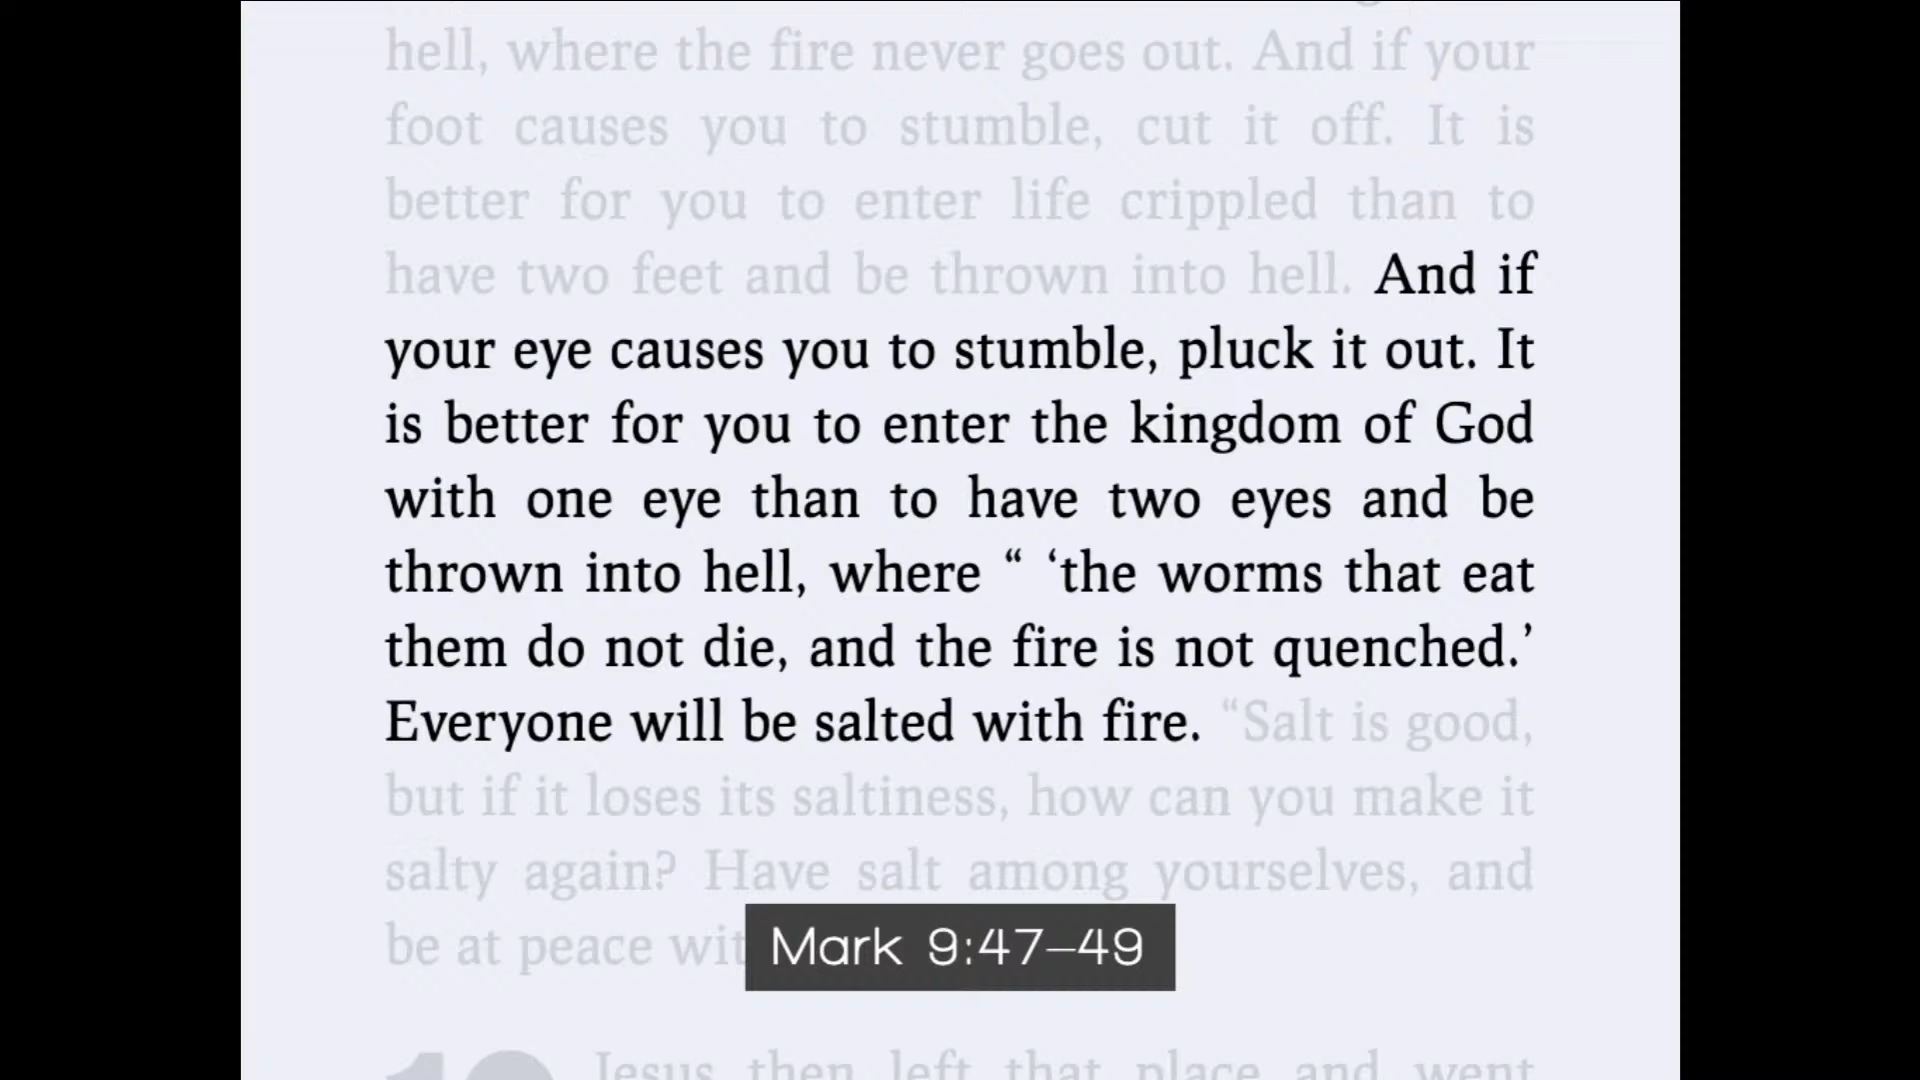 hell, where the fire never goes out. And if your
foot causes you to stumble, cut it off. It is
better for you to enter life crippled than to
have two feet and be thrown into hell. And if
your eye causes you to stumble, pluck it out. It
is better for you to enter the kingdom of God
with one eye than to have two eyes and be
thrown into hell, where “ ‘the worms that eat
them do not die, and the fire is not quenched.’
Everyone will be salted with fire. “Salt is good,
but if it loses its saltiness, how can you make it
salty again? Have salt among yourselves, and
be at peace
Mark 9:47–49
Jesus then left that place and went